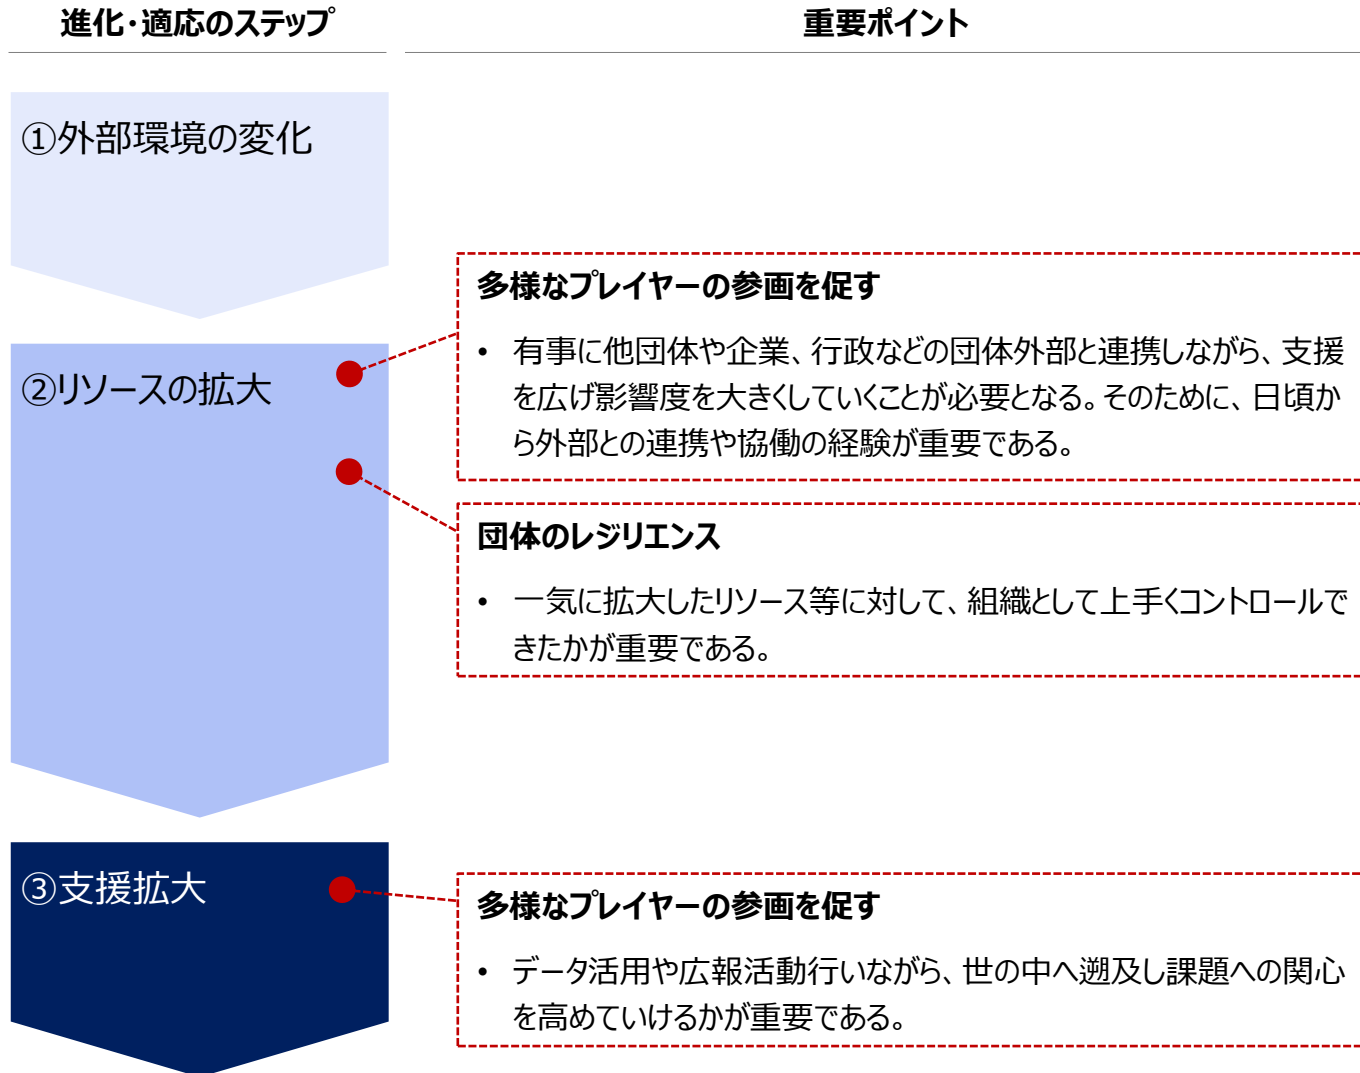 進化・適応のステップ
重要ポイント
①外部環境の変化
多様なプレイヤーの参画を促す
• 有事に他団体や企業、行政などの団体外部と連携しながら、支援
を広げ影響度を大きくしていくことが必要となる。そのために、日頃か
ら外部との連携や協働の経験が重要である。
②リソースの拡大
団体のレジリエンス
• 一気に拡大したリソース等に対して、組織として上手くコントロールで
きたかが重要である。
③支援拡大
多様なプレイヤーの参画を促す
• データ活用や広報活動行いながら、世の中へ遡及し課題への関心
を高めていけるかが重要である。